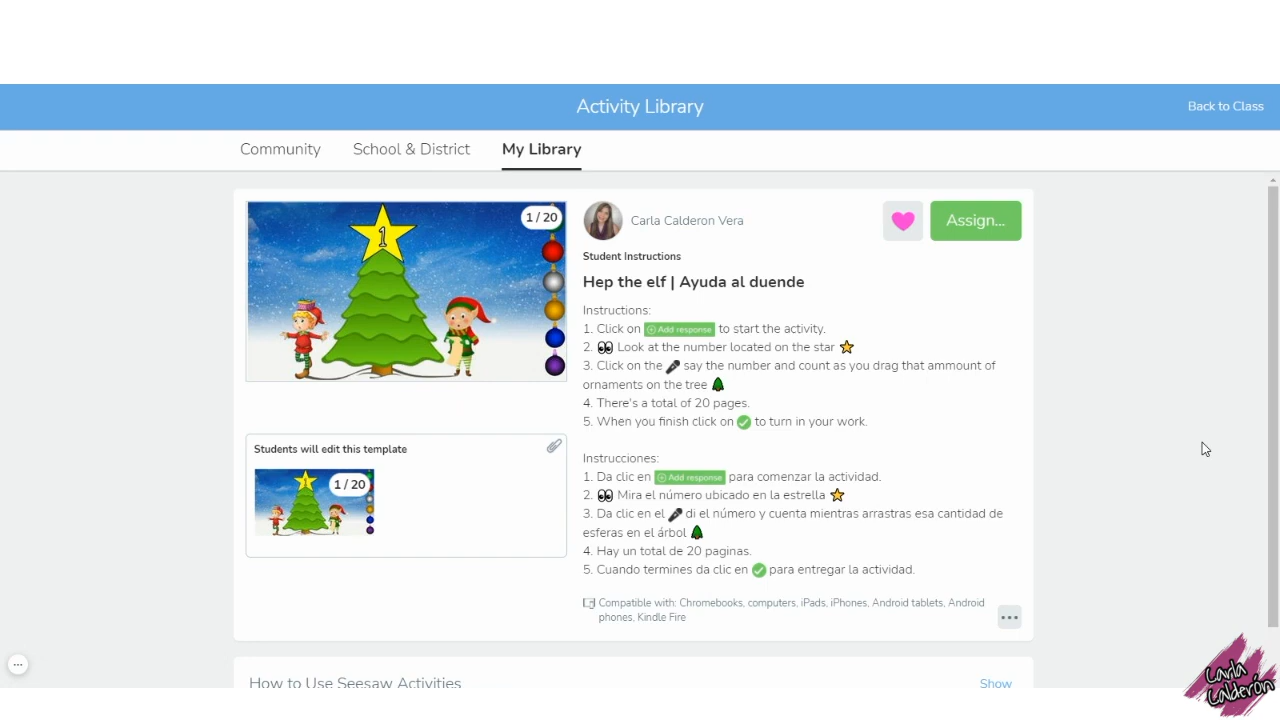 Activity Library
Back to Class
Community
School & District
My Library
1 / 20
1
Carla Calderon Vera
Assign...
Student Instructions
Hep the elf | Ayuda al duende
Instructions:
1. Click on Add response to start the activity.
2. 👀 Look at the number located on the star ⭐
3. Click on the 🎤 say the number and count as you drag that ammount of
ornaments on the tree 🌲
4. There's a total of 20 pages.
5. When you finish click on ✅ to turn in your work.
Instrucciones:
1. Da clic en Add response para comenzar la actividad.
2. 👀 Mira el número ubicado en la estrella ⭐
3. Da clic en el 🎤 di el número y cuenta mientras arrastras esa cantidad de
esferas en el árbol 🌲
4. Hay un total de 20 paginas.
5. Cuando termines da clic en ✅ para entregar la actividad.
Compatible with: Chromebooks, computers, iPads, iPhones, Android tablets, Android
phones, Kindle Fire
Students will edit this template
1 / 20
1
How to Use Seesaw Activities
Show
Carla
Calderón